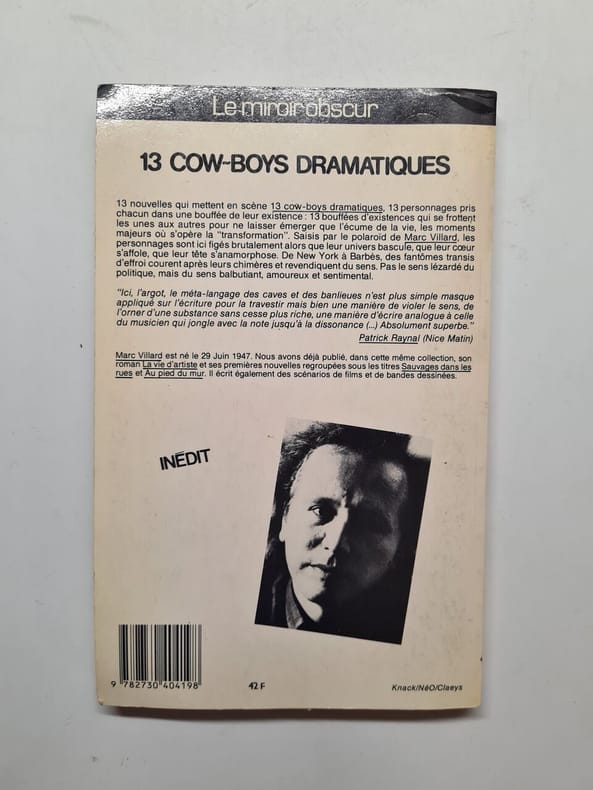 Le miroir obscur
13 COW-BOYS DRAMATIQUES
13 nouvelles qui mettent en scène 13 cow-boys dramatiques, 13 personnages pris
chacun dans une bouffée de leur existence : 13 bouffées d'existences qui se frottent
les unes aux autres pour ne laisser émerger que l'écume de la vie, les moments
majeurs où s'opère la "transformation". Saisis par le polaroïd de Marc Villard, les
personnages sont ici figés brutalement alors que leur univers bascule, que leur cœur
s'affole, que leur tête s'anamorphose. De New York à Barbès, des fantômes transis
d'effroi courent après leurs chimères et revendiquent du sens. Pas le sens lézardé du
politique, mais du sens balbutiant, amoureux et sentimental.
"Ici, l'argot, le méta-langage des caves et des banlieues n'est plus simple masque
appliqué sur l'écriture pour la travestir mais bien une manière de violer le sens, de
l'orner d'une substance sans cesse plus riche, une manière d'écrire analogue à celle
du musicien qui jongle avec la note jusqu'à la dissonance (...) Absolument superbe."
Patrick Raynal (Nice Matin)
Marc Villard est né le 29 Juin 1947. Nous avons déjà publié, dans cette même collection, son
roman La vie d'artiste et ses premières nouvelles regroupées sous les titres Sauvages dans les
rues et Au pied du mur. Il écrit également des scénarios de films et de bandes dessinées.
INÉDIT
9 782730 404198
42 F
Knack/NéO/Claeys